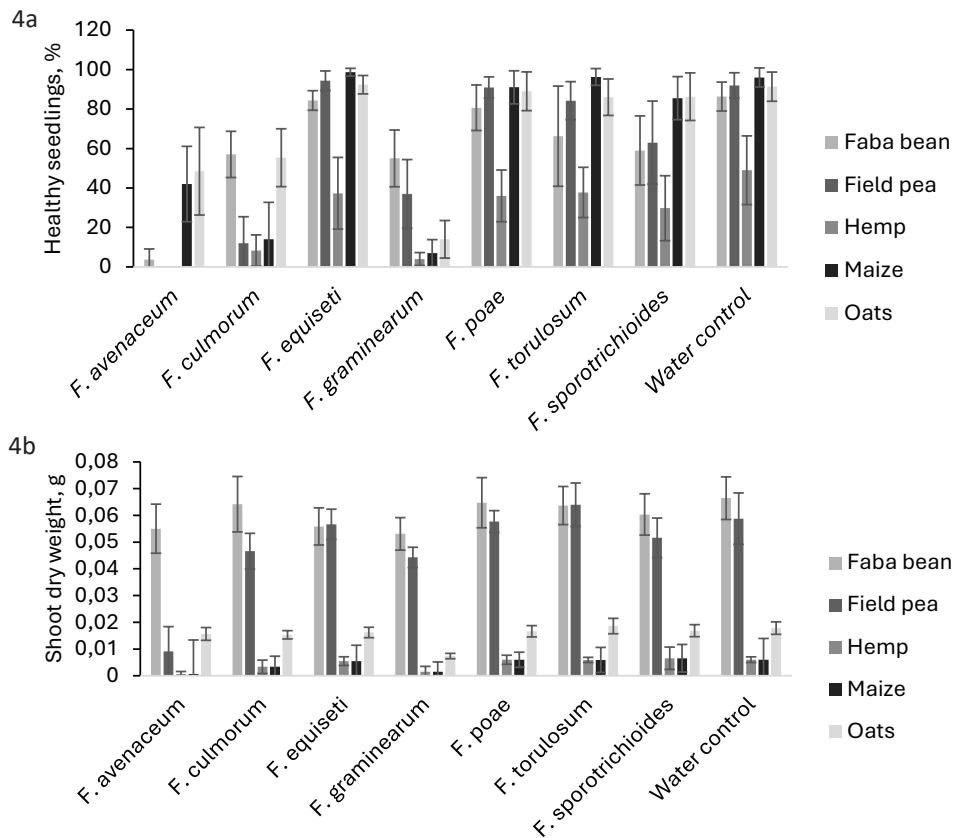 4a
Healthy seedlings, %
120
100
80
60
40
20
0
F. avenaceum
F. culmorum
F. equiseti
F. graminearum
F. poae
F. torulosum
F. sporotrichioides
Water control
Faba bean
Field pea
Hemp
Maize
Oats
4b
Shoot dry weight, g
0,08
0,07
0,06
0,05
0,04
0,03
0,02
0,01
0
F. avenaceum
F. culmorum
F. equiseti
F. graminearum
F. poae
F. torulosum
F. sporotrichioides
Water control
Faba bean
Field pea
Hemp
Maize
Oats